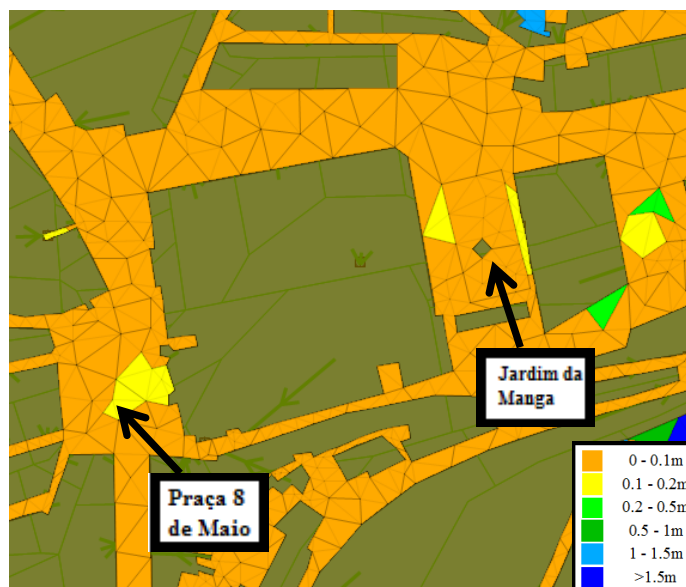 Jardim da
Manga
Praça 8
de Maio
0 - 0.1m
0.1 - 0.2m
0.2 - 0.5m
0.5 - 1m
1 - 1.5m
>1.5m